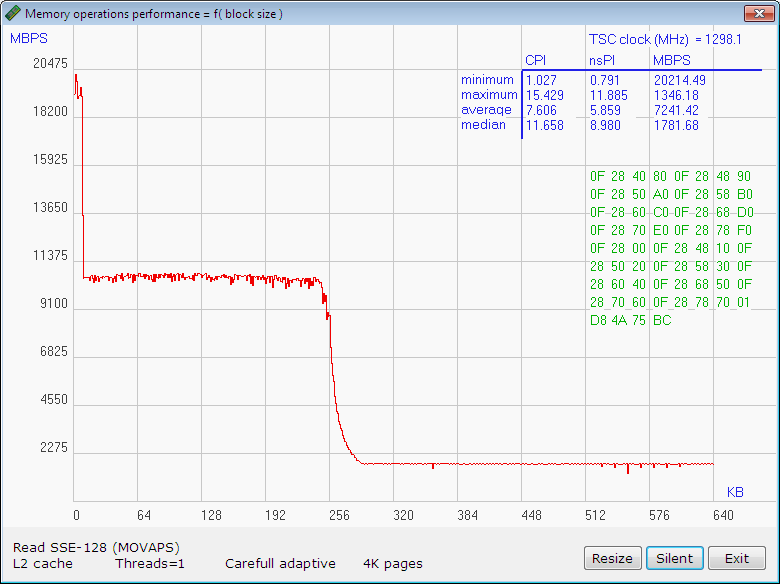 Memory operations performance = f( block size )
MBPS
TSC clock (MHz) = 1298.1
CPI nsPI MBPS
minimum 1.027 0.791 20214.49
maximum 15.429 11.885 1346.18
average 7.606 5.859 7241.42
median 11.658 8.980 1781.68
20475
18200
15925
13650
11375
9100
6825
4550
2275
0F 28 40 80 0F 28 48 90
0F 28 50 A0 0F 28 58 B0
0F 28 60 C0 0F 28 68 D0
0F 28 70 E0 0F 28 78 F0
0F 28 00 0F 28 48 10 0F
28 50 20 0F 28 58 30 0F
28 60 40 0F 28 68 50 0F
28 70 60 0F 28 78 70 01
D8 4A 75 BC
KB
0 64 128 192 256 320 384 448 512 576 640
Read SSE-128 (MOVAPS)
L2 cache Threads=1 Carefull adaptive 4K pages
Resize Silent Exit